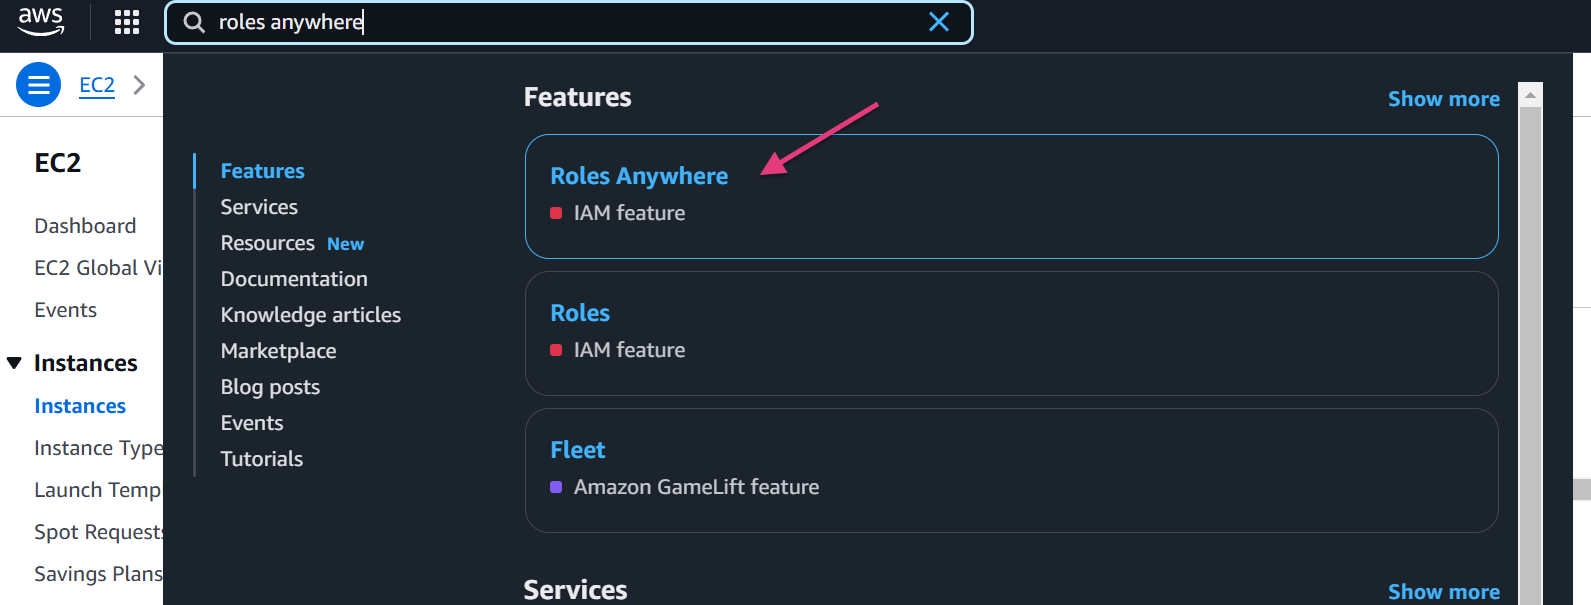 aws
roles anywhere
EC2
EC2
Dashboard
EC2 Global Vi
Events
Instances
Instances
Instance Type
Launch Templ
Spot Requests
Savings Plans
Features
Services
Resources New
Documentation
Knowledge articles
Marketplace
Blog posts
Events
Tutorials
Features
Show more
Roles Anywhere
IAM feature
Roles
IAM feature
Fleet
Amazon GameLift feature
Services
Show more